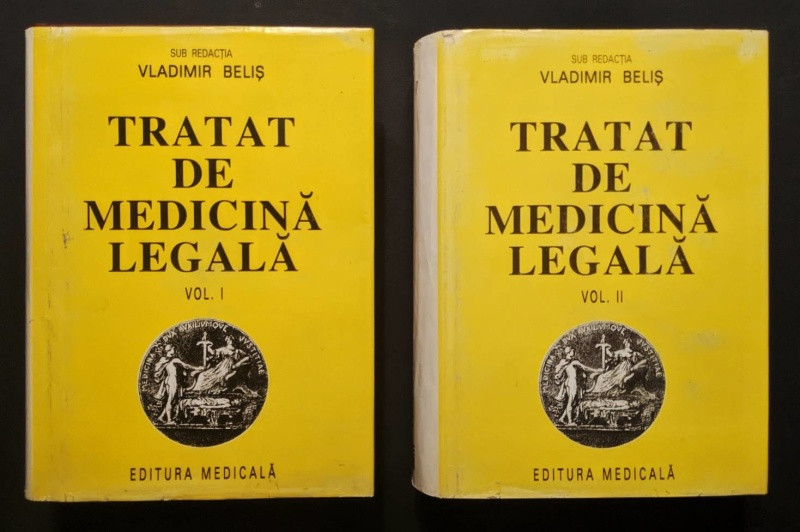 SUB REDACȚIA
VLADIMIR BELIȘ
TRATAT
DE
MEDICINĂ
LEGALĂ
VOL. I
EDITURA MEDICALĂ
SUB REDACȚIA
VLADIMIR BELIȘ
TRATAT
DE
MEDICINĂ
LEGALĂ
VOL. II
EDITURA MEDICALĂ